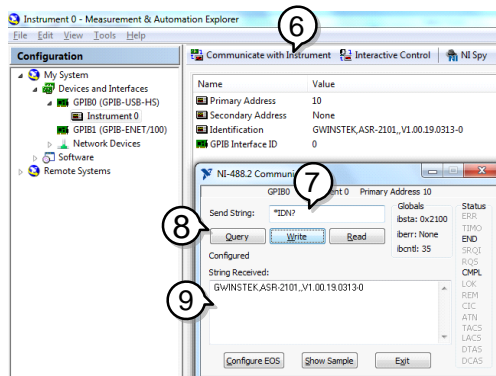 Instrument 0 - Measurement & Automation Explorer
File Edit View Tools Help
6
Configuration
Communicate with Instrument Interactive Control NI Spy
My System
Devices and Interfaces
GPIB0 (GPIB-USB-HS)
Instrument 0
GPIB1 (GPIB-ENET/100)
Network Devices
Software
Remote Systems
Name Value
Primary Address 10
Secondary Address None
Identification GWINSTEK,ASR-2101,,V1.00.19.0313-0
GPIB Interface ID 0
NI-488.2
7
GPIB0 0 Primary Address 10
Send String: *IDN?
8
Query Write Read
Configured
String Received:
9
GWINSTEK,ASR-2101,,V1.00.19.0313-0
Configure EOS Show Sample Exit
Globals
ibsta: 0x2100
iberr: None
ibcntl: 35
Status
ERR
TIMO
END
SRQI
RQS
CMPL
LOK
REM
CIC
ATN
TACS
LACS
DTAS
DCAS